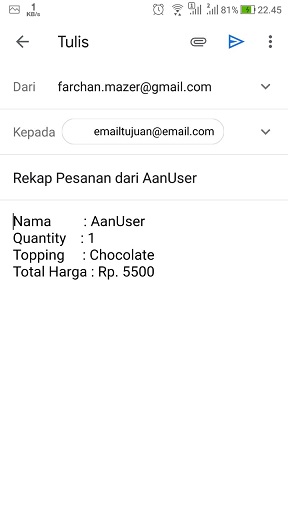 1
KB/s
81% 22.45
Tulis
Dari farchan.mazer@gmail.com
Kepada emailtujuan@email.com
Rekap Pesanan dari AanUser
Nama : AanUser
Quantity : 1
Topping : Chocolate
Total Harga : Rp. 5500